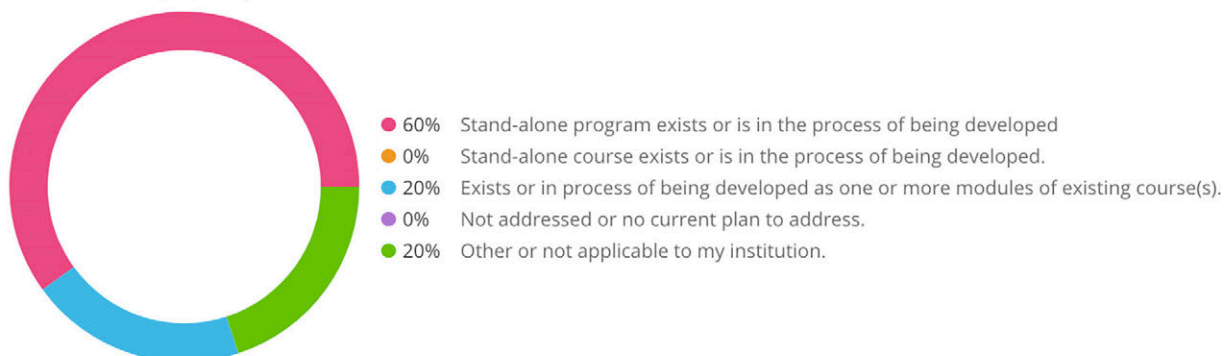 60% Stand-alone program exists or is in the process of being developed
0% Stand-alone course exists or is in the process of being developed.
20% Exists or in process of being developed as one or more modules of existing course(s).
0% Not addressed or no current plan to address.
20% Other or not applicable to my institution.